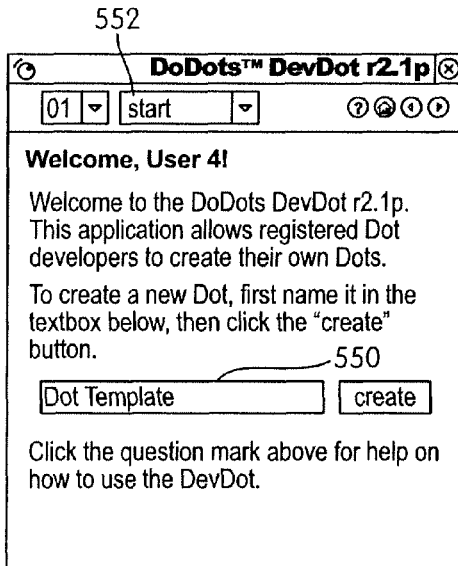 552
DoDots™ DevDot r2.1p
01 start
Welcome, User 4!
Welcome to the DoDots DevDot r2.1p.
This application allows registered Dot
developers to create their own Dots.
To create a new Dot, first name it in the
textbox below, then click the “create”
button.
550
Dot Template create
Click the question mark above for help on
how to use the DevDot.